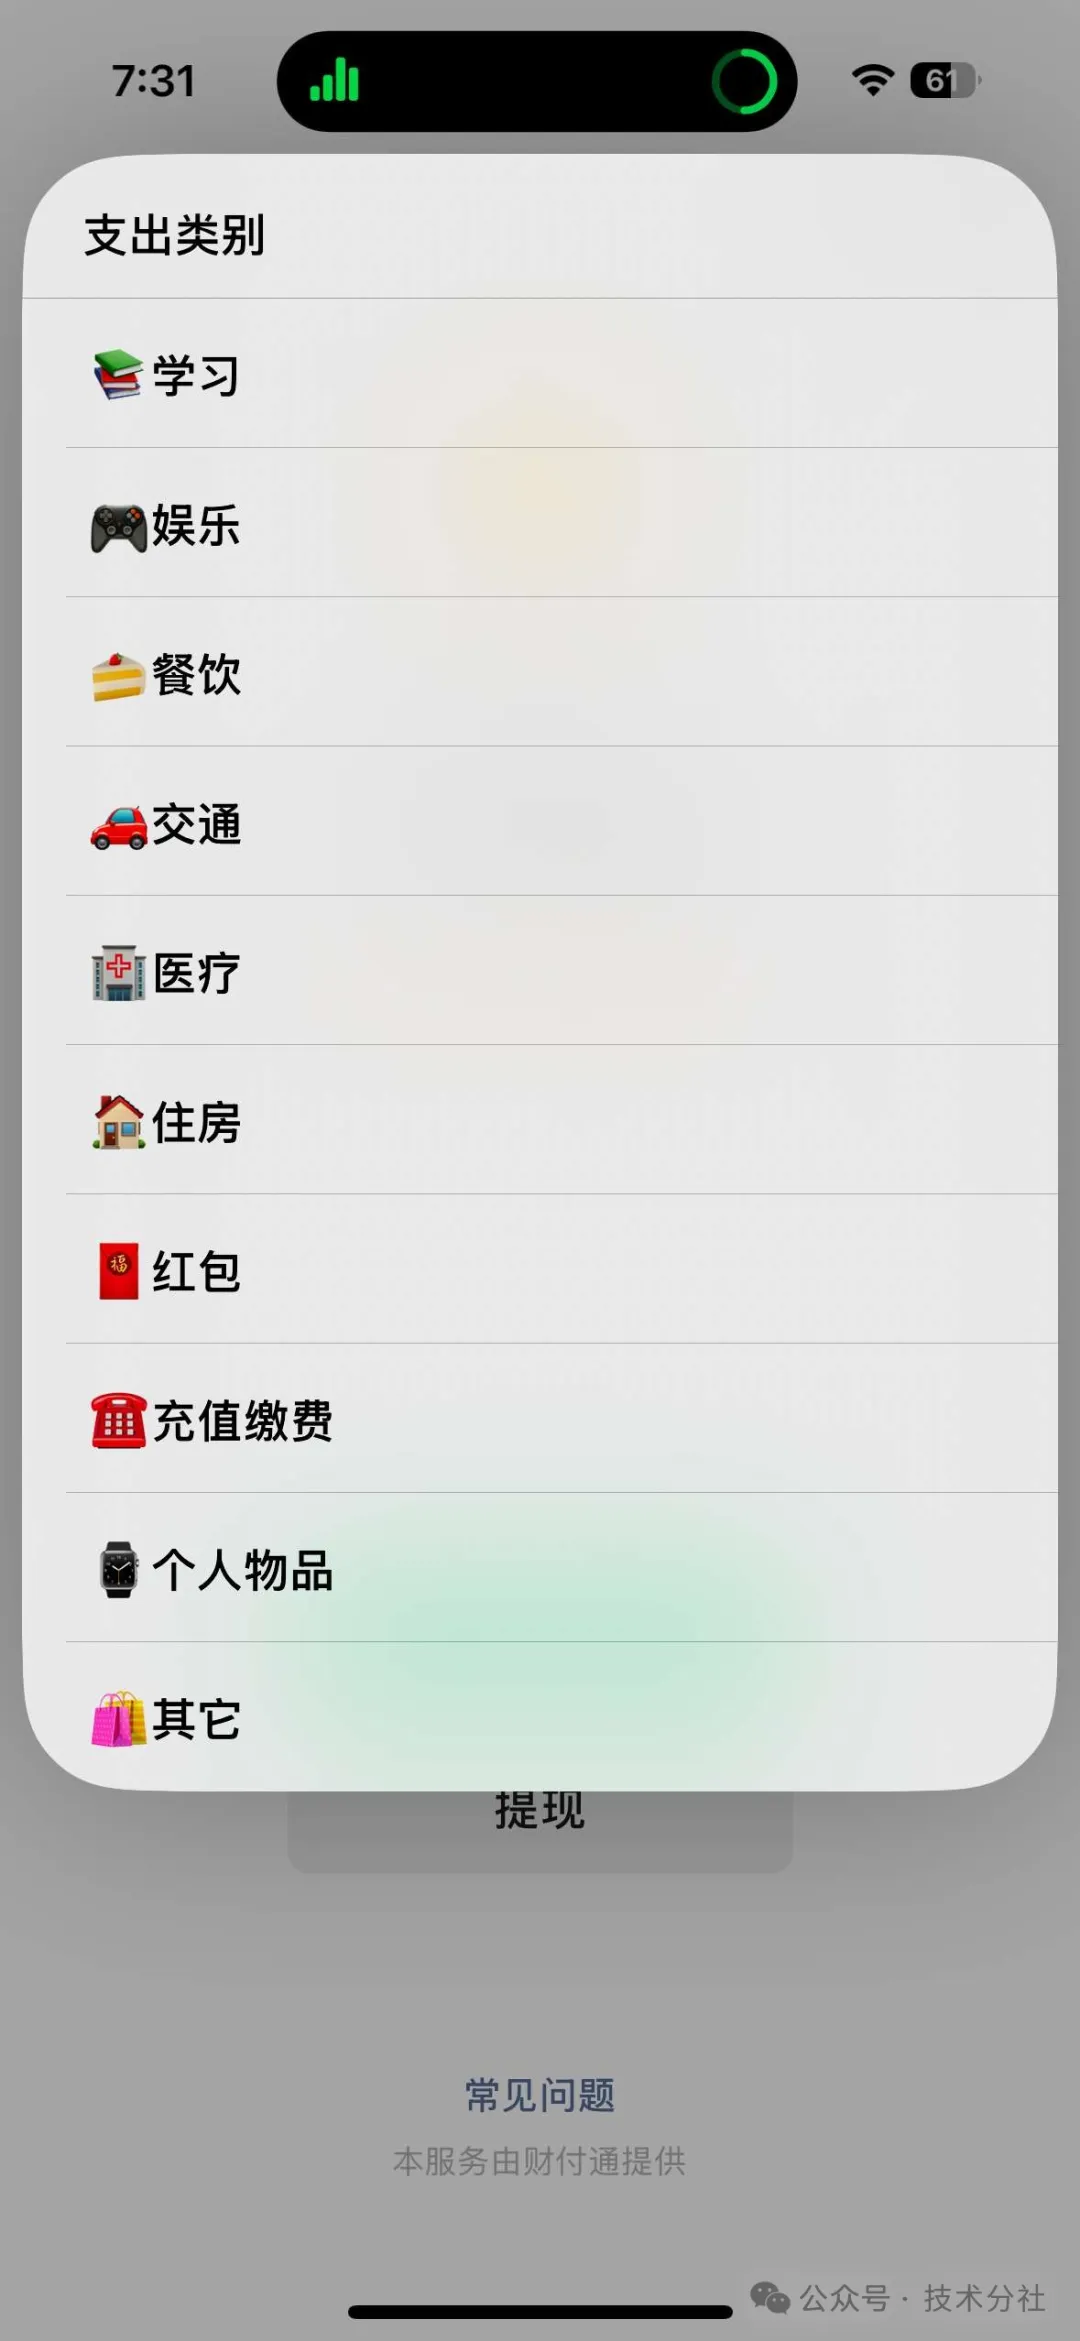 7:31
61
支出类别
学习
娱乐
餐饮
交通
医疗
住房
福
红包
充值缴费
个人物品
其它
提现
常见问题
本服务由财付通提供
公众号 · 技术分社